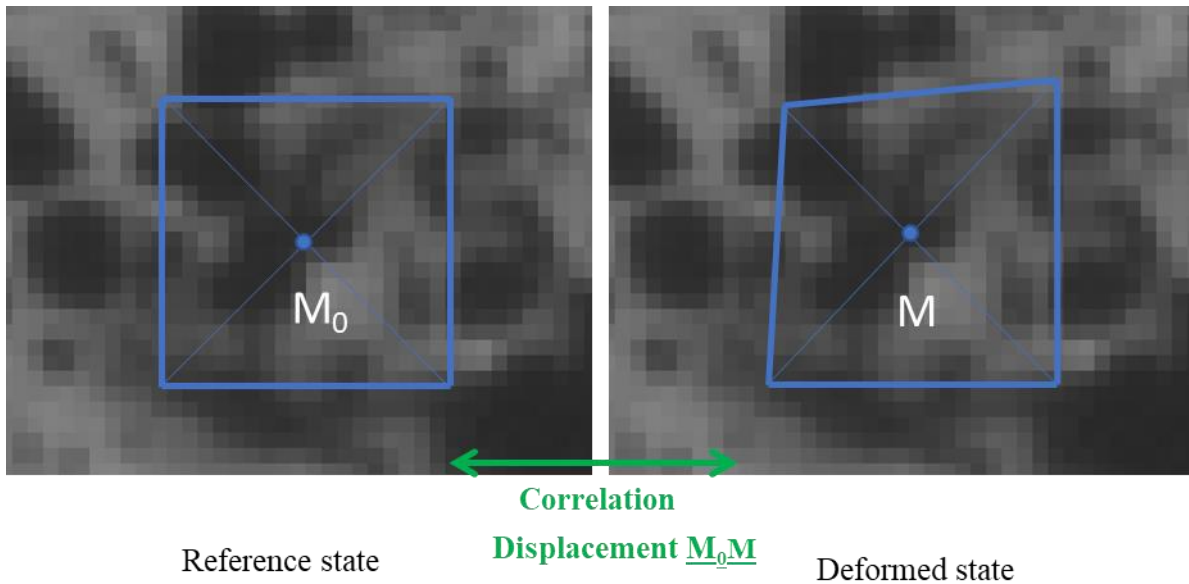 M₀
M
Correlation
Displacement M₀M
Reference state
Deformed state